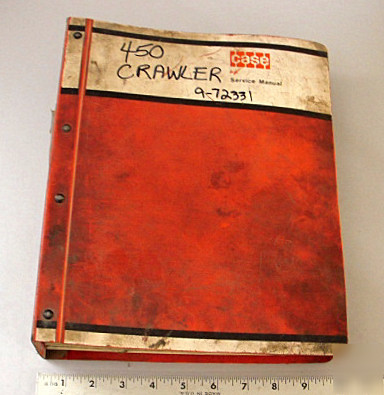 450
CRAWLER
case
Service Manual
9-72331
1 2 3 4 5 6 7 8 9